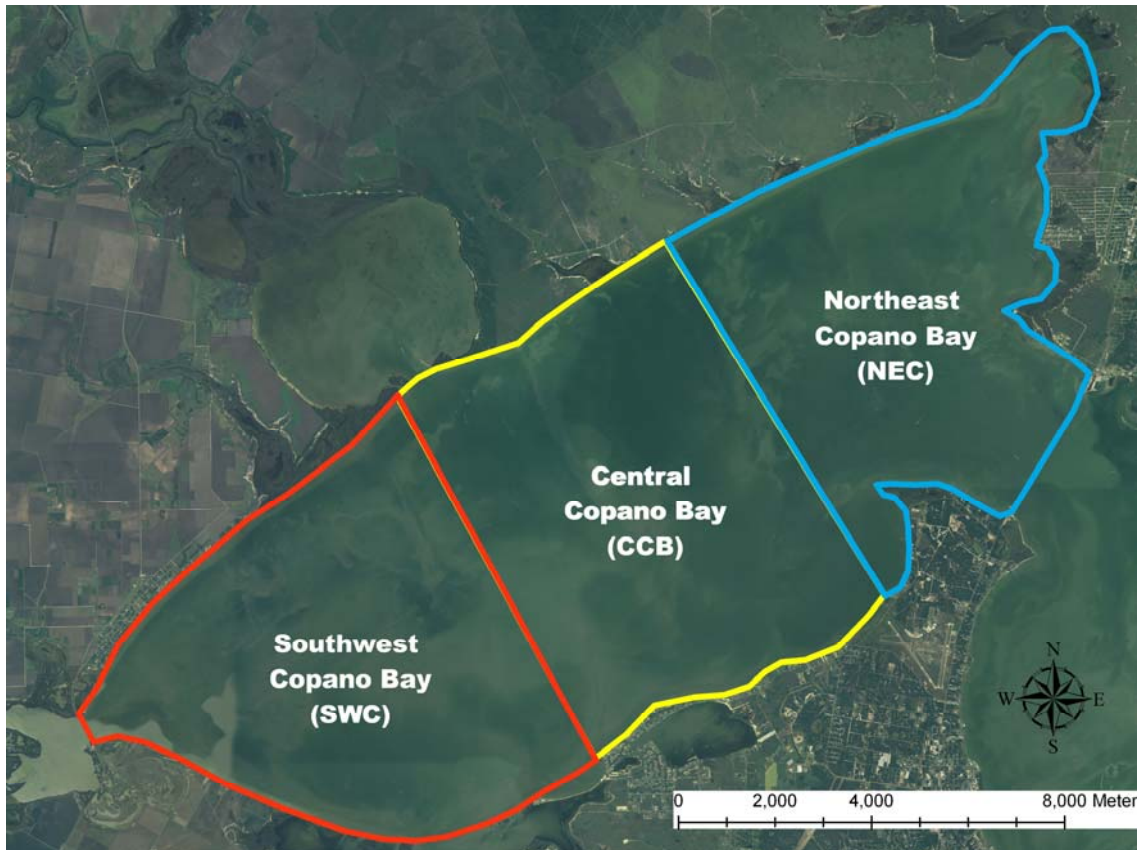 Northeast
Copano Bay
(NEC)
Central
Copano Bay
(CCB)
Southwest
Copano Bay
(SWC)
N
W E
S
0 2,000 4,000 8,000 Meter